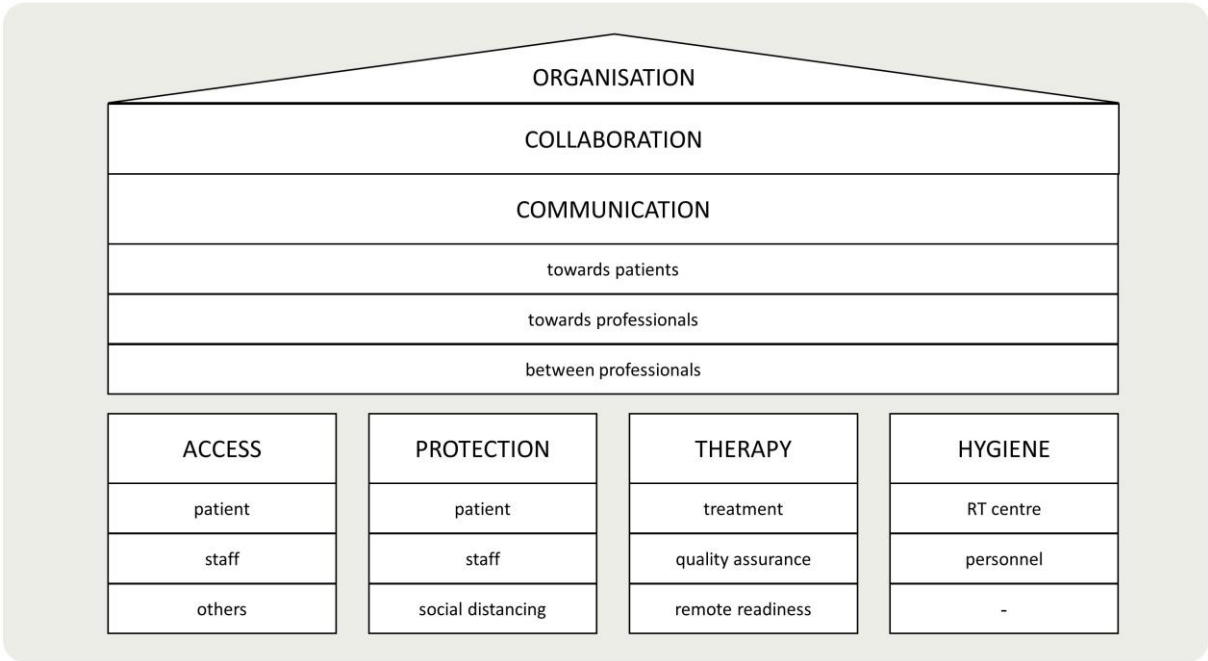 ORGANISATION
COLLABORATION
COMMUNICATION
towards patients
towards professionals
between professionals
ACCESS
patient
staff
others
PROTECTION
patient
staff
social distancing
THERAPY
treatment
quality assurance
remote readiness
HYGIENE
RT centre
personnel
-